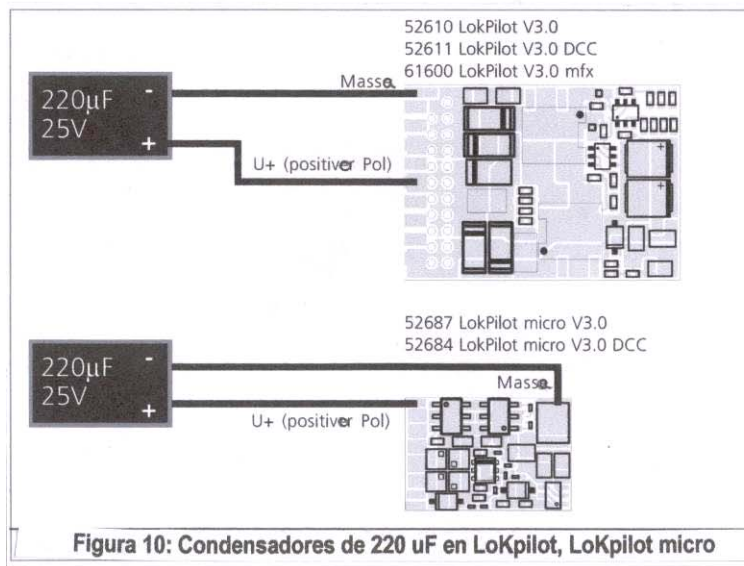 52610 LokPilot V3.0
52611 LokPilot V3.0 DCC
61600 LokPilot V3.0 mfx
Masse
220µF -
25V +
U+ (positiver Pol)
52687 LokPilot micro V3.0
52684 LokPilot micro V3.0 DCC
220µF -
25V +
Masse
U+ (positiver Pol)
Figura 10: Condensadores de 220 uF en LoKpilot, LoKpilot micro